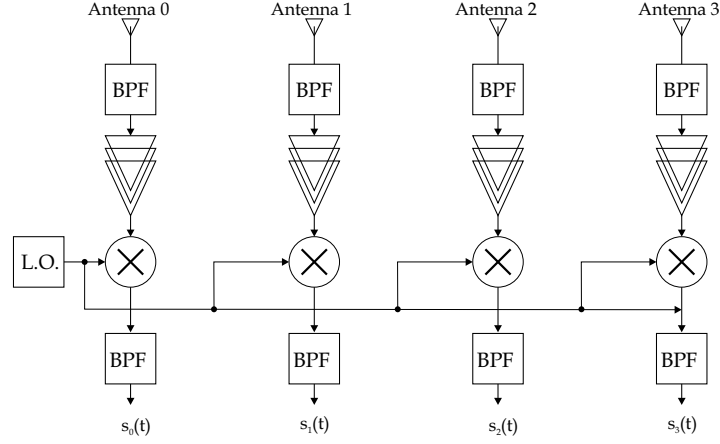 Antenna 0 Antenna 1 Antenna 2 Antenna 3
BPF BPF BPF BPF
L.O.
BPF BPF BPF BPF
s₀(t) s₁(t) s₂(t) s₃(t)